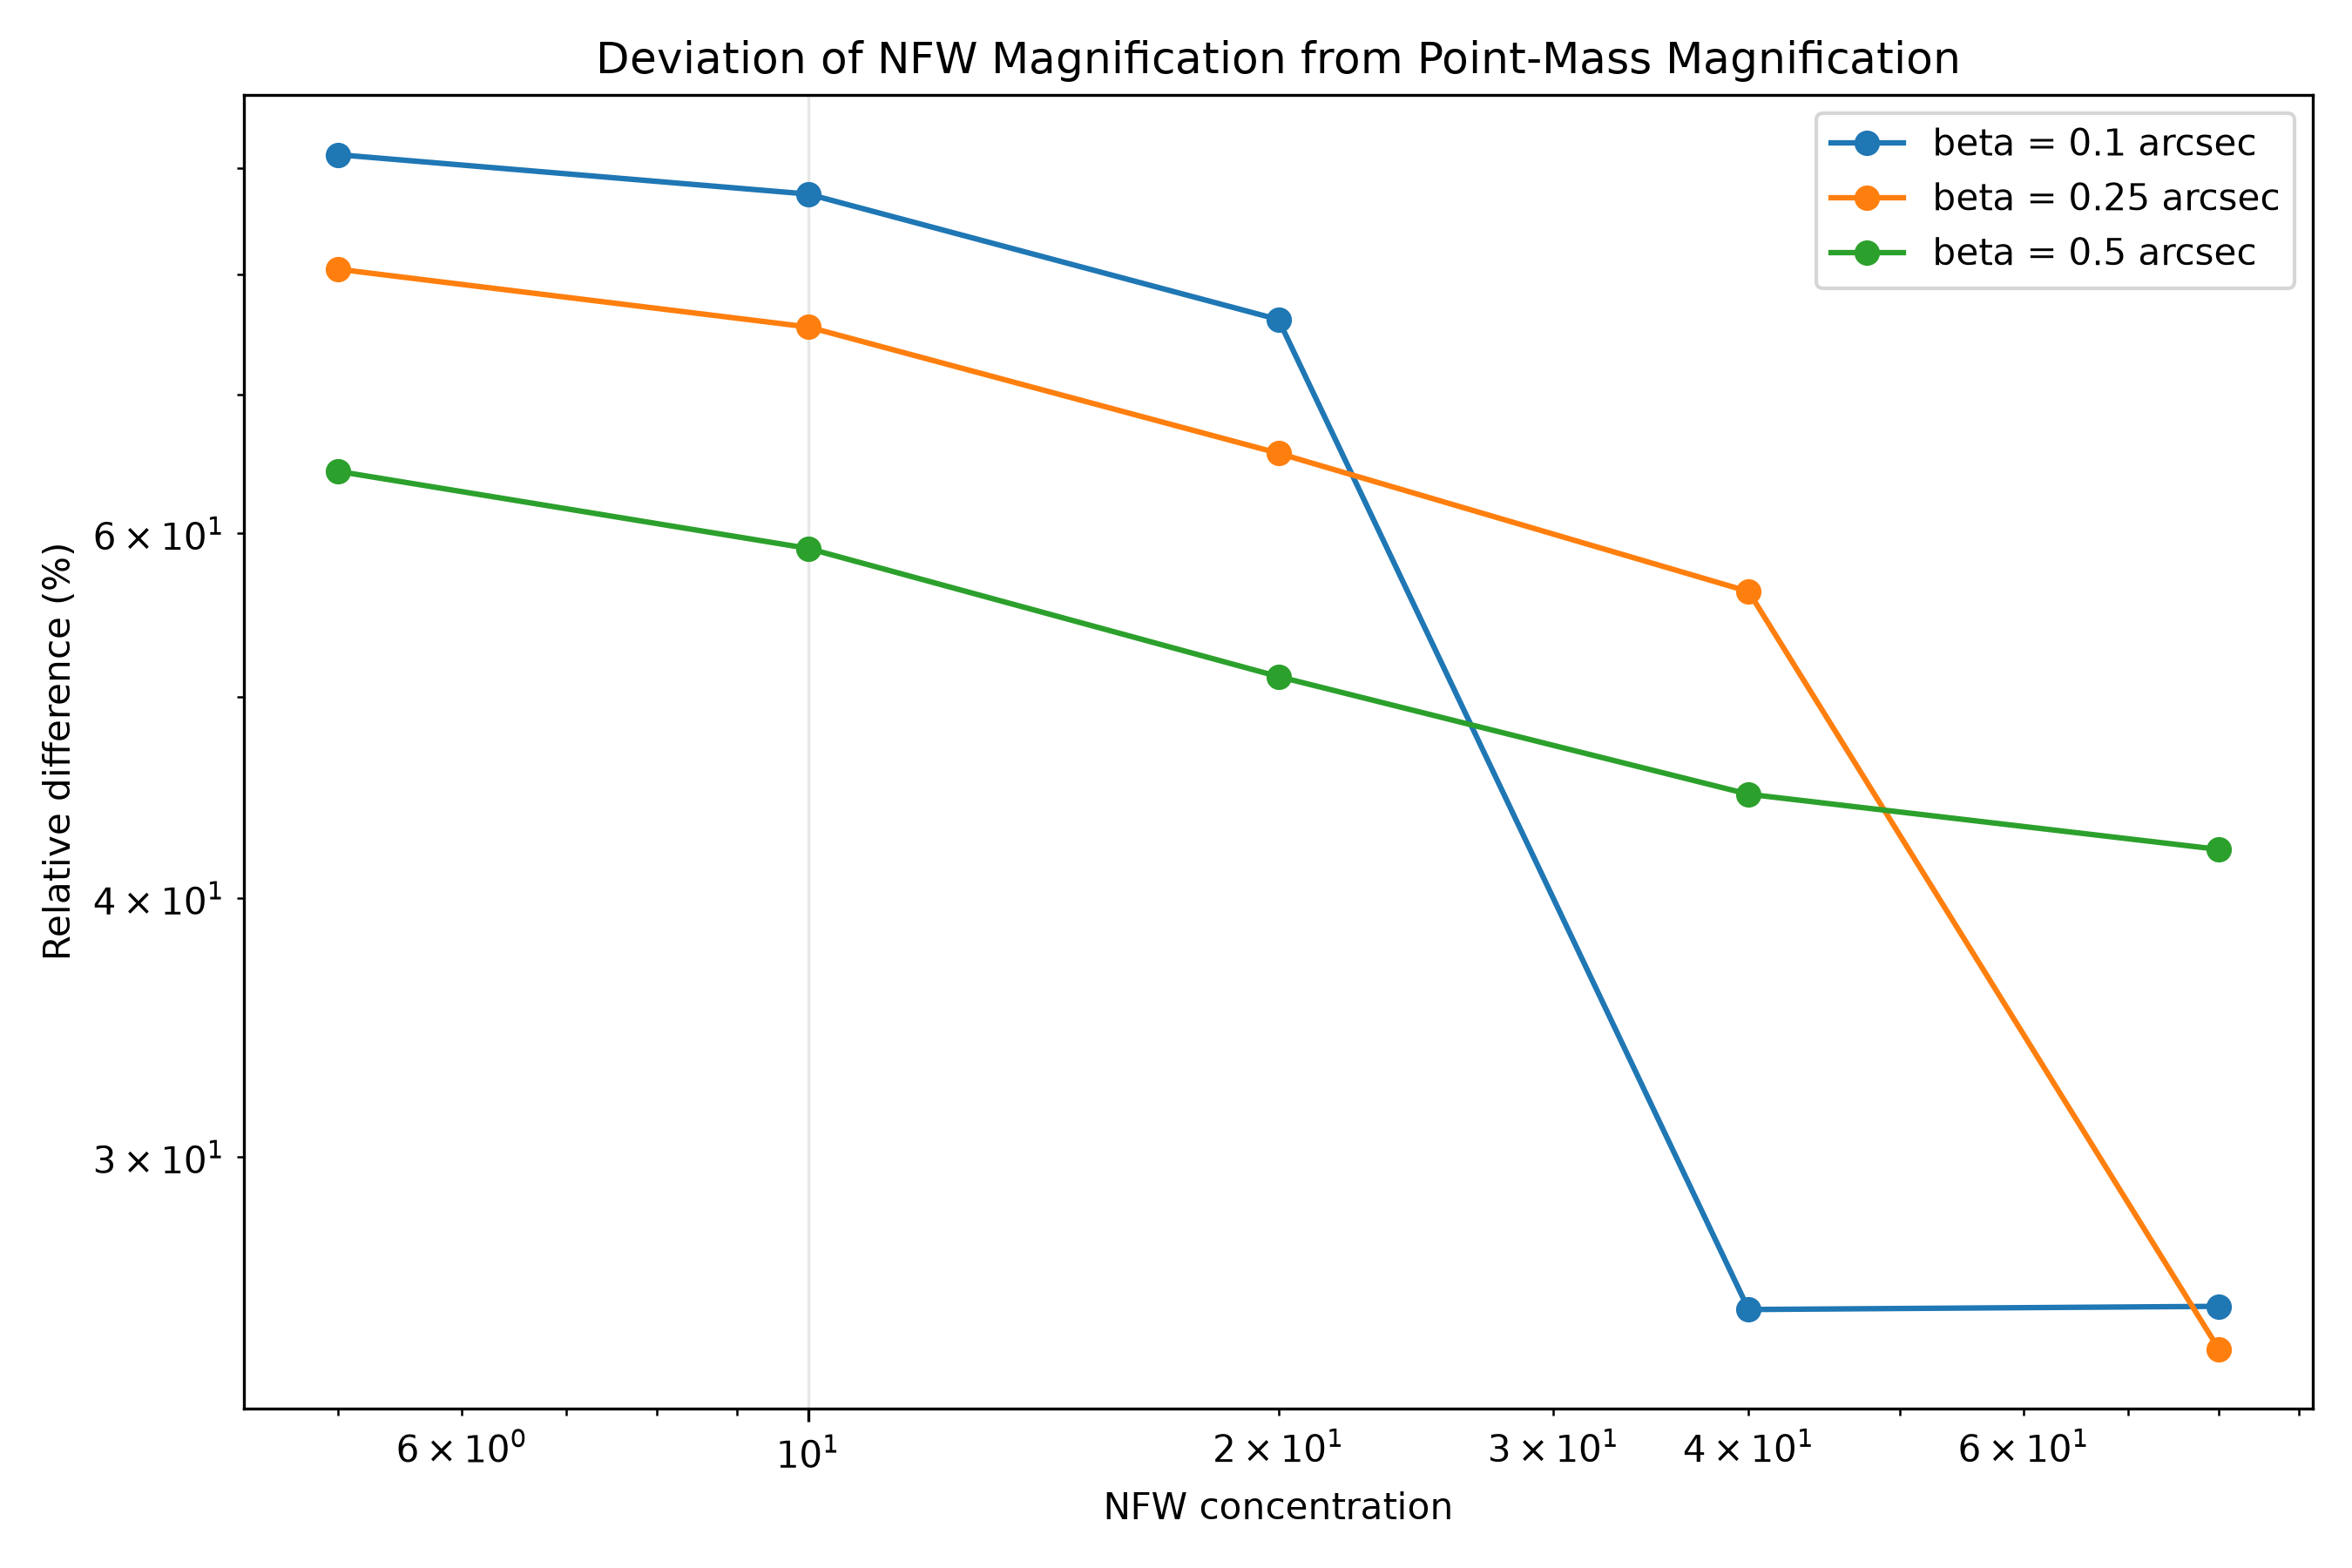 Deviation of NFW Magnification from Point-Mass Magnification
beta = 0.1 arcsec
beta = 0.25 arcsec
beta = 0.5 arcsec
Relative difference (%)
6 × 10¹
4 × 10¹
3 × 10¹
6 × 10⁰
10¹
2 × 10¹
3 × 10¹
4 × 10¹
6 × 10¹
NFW concentration